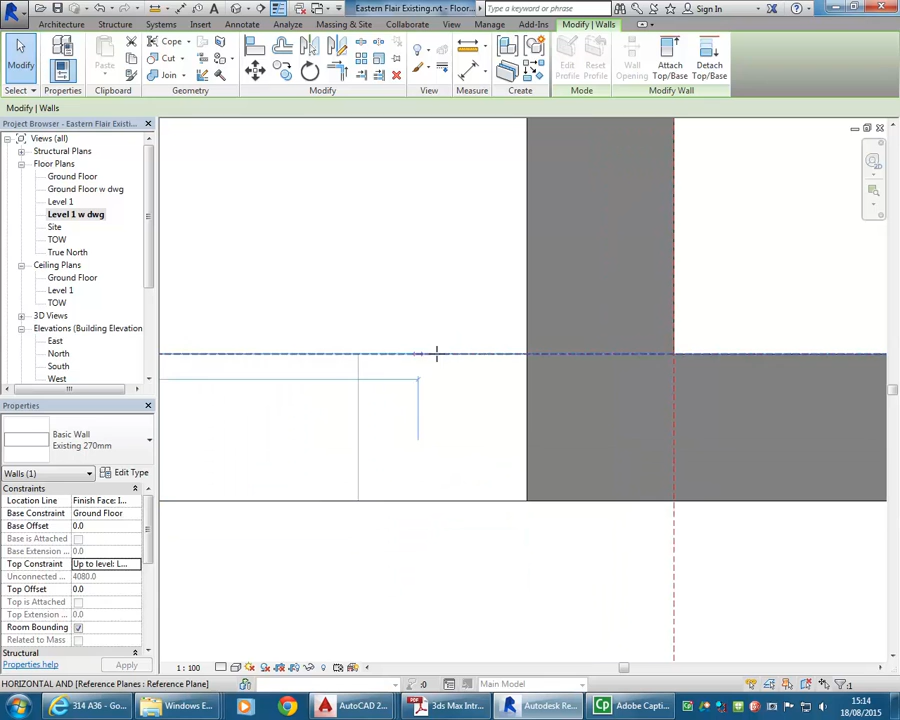 Eastern Flair Existing.rvt - Floor...
Type a keyword or phrase
Sign In
Architecture Structure Systems Insert Annotate Analyze Massing & Site Collaborate View Manage Add-Ins Modify | Walls
Modify
Properties
Paste
Cope
Cut
Join
Edit Profile
Reset Profile
Wall Opening
Attach Top/Base
Detach Top/Base
Select Properties Clipboard Geometry Modify View Measure Create Mode Modify Wall
Modify | Walls
Project Browser - Eastern Flair Existi...
Views (all)
Structural Plans
Floor Plans
Ground Floor
Ground Floor w dwg
Level 1
Level 1 w dwg
Site
TOW
True North
Ceiling Plans
Ground Floor
Level 1
TOW
3D Views
Elevations (Building Elevation
East
North
South
West
Properties
Basic Wall
Existing 270mm
Walls (1) Edit Type
Constraints
Location Line Finish Face: I...
Base Constraint Ground Floor
Base Offset 0.0
Base is Attached
Base Extension ... 0.0
Top Constraint Up to level: L...
Unconnected ... 4080.0
Top Offset 0.0
Top is Attached
Top Extension ... 0.0
Room Bounding
Related to Mass
Structural
Properties help Apply
1 : 100
HORIZONTAL AND [Reference Planes : Reference Plane]
:0
Main Model
:1
314 A36 - Goo...
Windows E...
AutoCAD 2...
3ds Max Intr...
Autodesk Re...
Adobe Capti...
15:14
18/08/2015